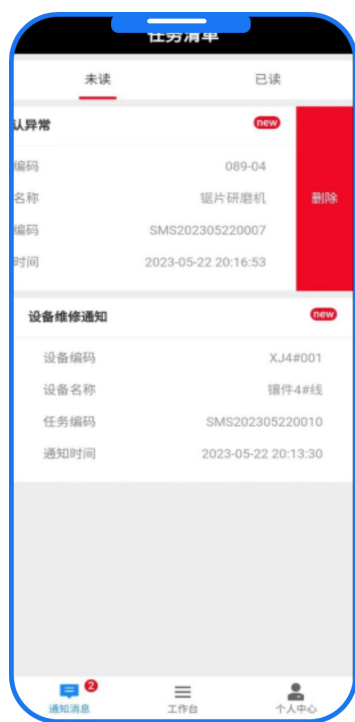 任务清单
未读 已读
认异常 new
编码 089-04
名称 锯片研磨机 删除
编码 SMS202305220007
时间 2023-05-22 20:16:53
设备维修通知 new
设备编码 XJ4#001
设备名称 镶件4#线
任务编码 SMS202305220010
通知时间 2023-05-22 20:13:30
2
通知消息 工作台 个人中心